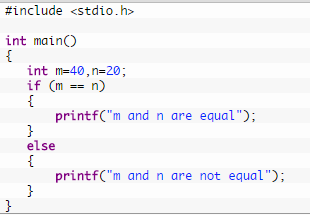 #include <stdio.h>
int main()
{
int m=40,n=20;
if (m == n)
{
printf("m and n are equal");
}
else
{
printf("m and n are not equal");
}
}